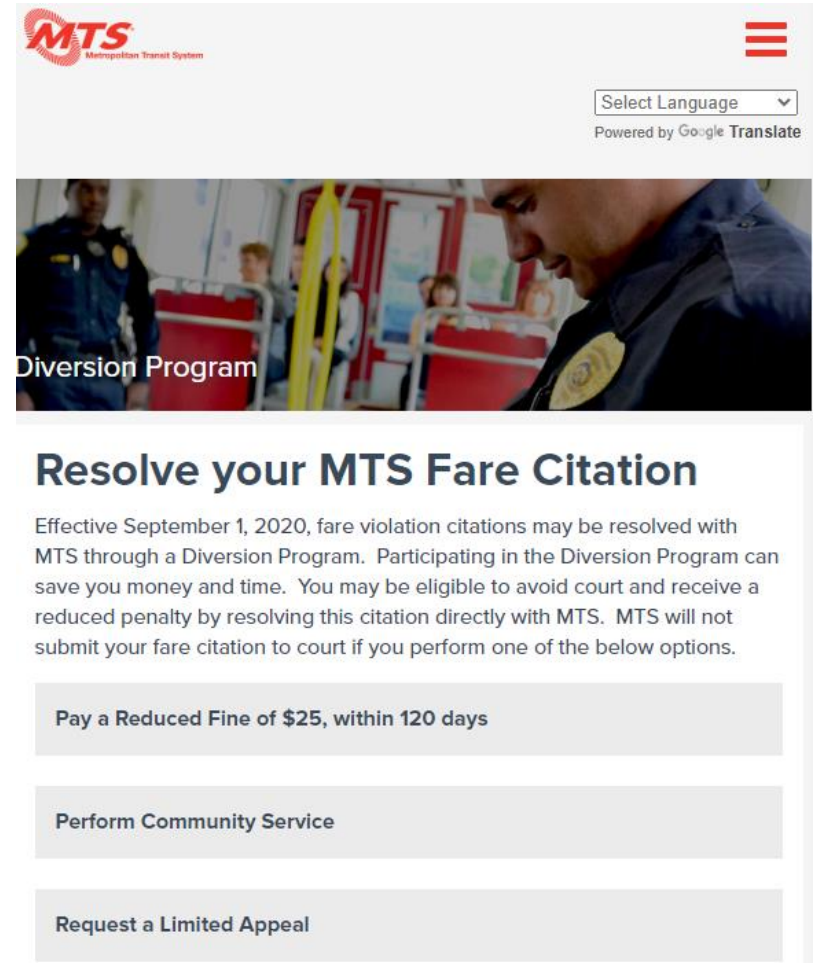 MTS
Metropolitan Transit System
Select Language
Powered by Google Translate
Diversion Program
Resolve your MTS Fare Citation
Effective September 1, 2020, fare violation citations may be resolved with
MTS through a Diversion Program.  Participating in the Diversion Program can
save you money and time.  You may be eligible to avoid court and receive a
reduced penalty by resolving this citation directly with MTS.  MTS will not
submit your fare citation to court if you perform one of the below options.
Pay a Reduced Fine of $25, within 120 days
Perform Community Service
Request a Limited Appeal